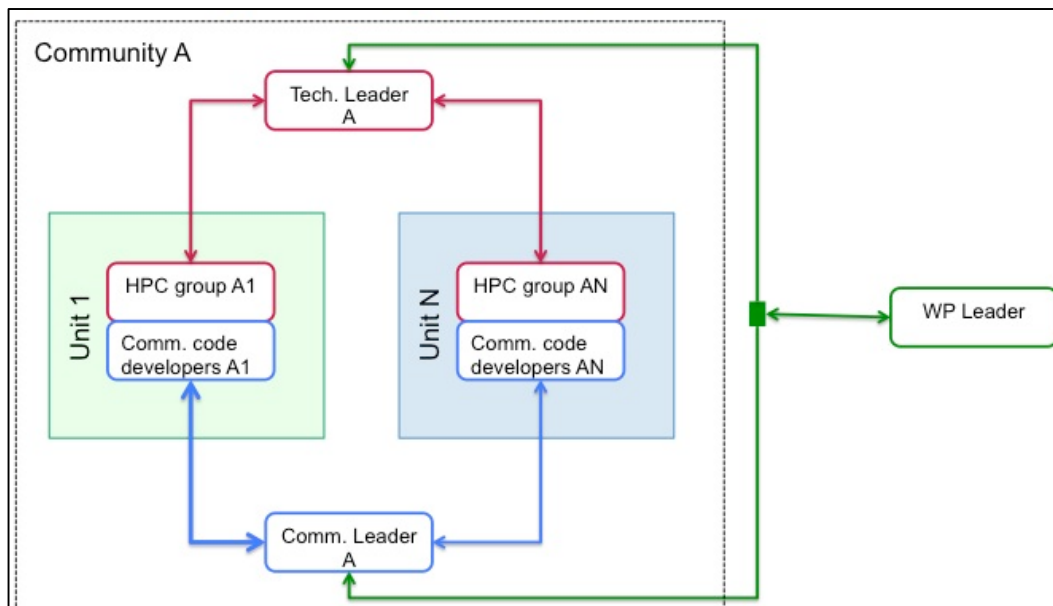 Community A
Tech. Leader
A
Unit 1
HPC group A1
Comm. code
developers A1
Unit N
HPC group AN
Comm. code
developers AN
WP Leader
Comm. Leader
A